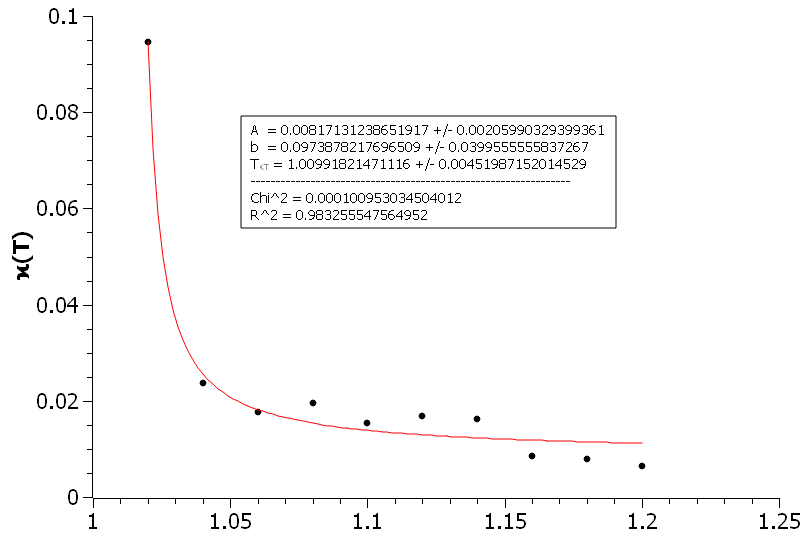 0.1
0.08
0.06
0.04
0.02
0
ϰ(T)
A = 0.00817131238651917 +/- 0.00205990329399361
b = 0.0973878217696509 +/- 0.0399555555837267
TKT = 1.00991821471116 +/- 0.00451987152014529
--------------------------------------------------------------------
Chi^2 = 0.000100953034504012
R^2 = 0.983255547564952
1 1.05 1.1 1.15 1.2 1.25